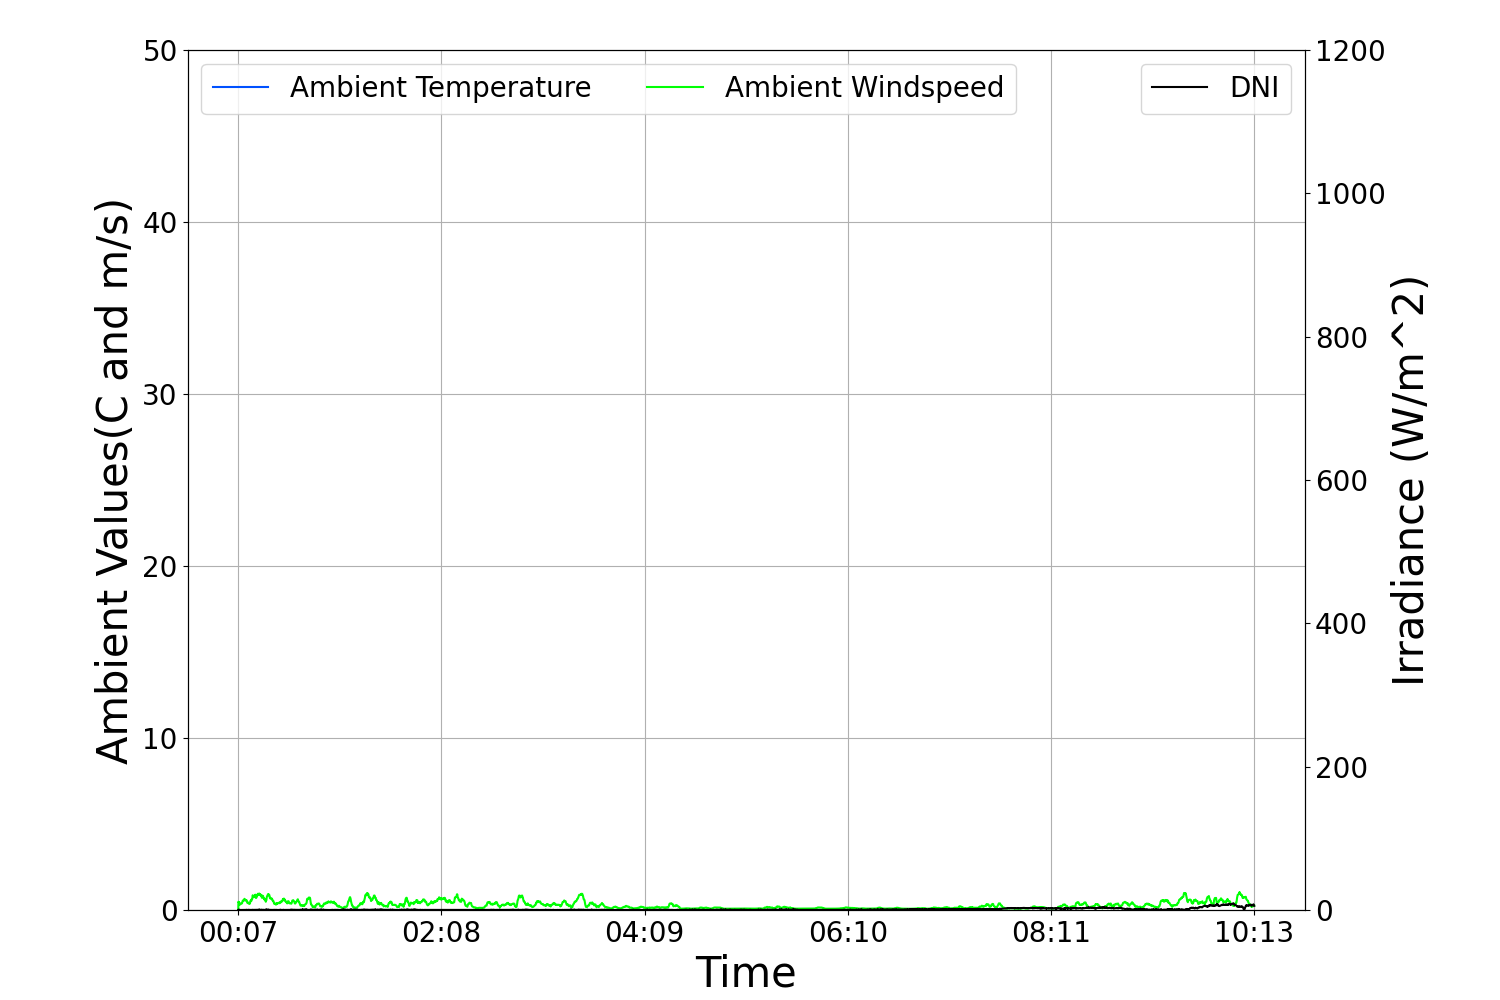 Ambient Temperature Ambient Windspeed DNI
Ambient Values(C and m/s)
50
40
30
20
10
0
1200
1000
800
600
400
200
0
Irradiance (W/m^2)
00:07 02:08 04:09 06:10 08:11 10:13
Time